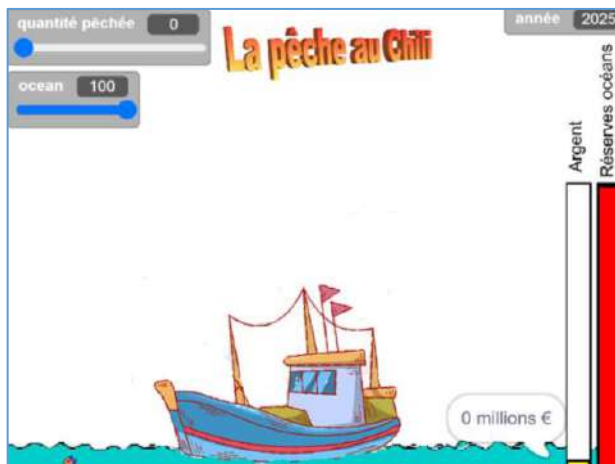 quantité pêchée 0
La pêche au Chili
année 2025
ocean 100
Argent
Réserves océans
0 millions €